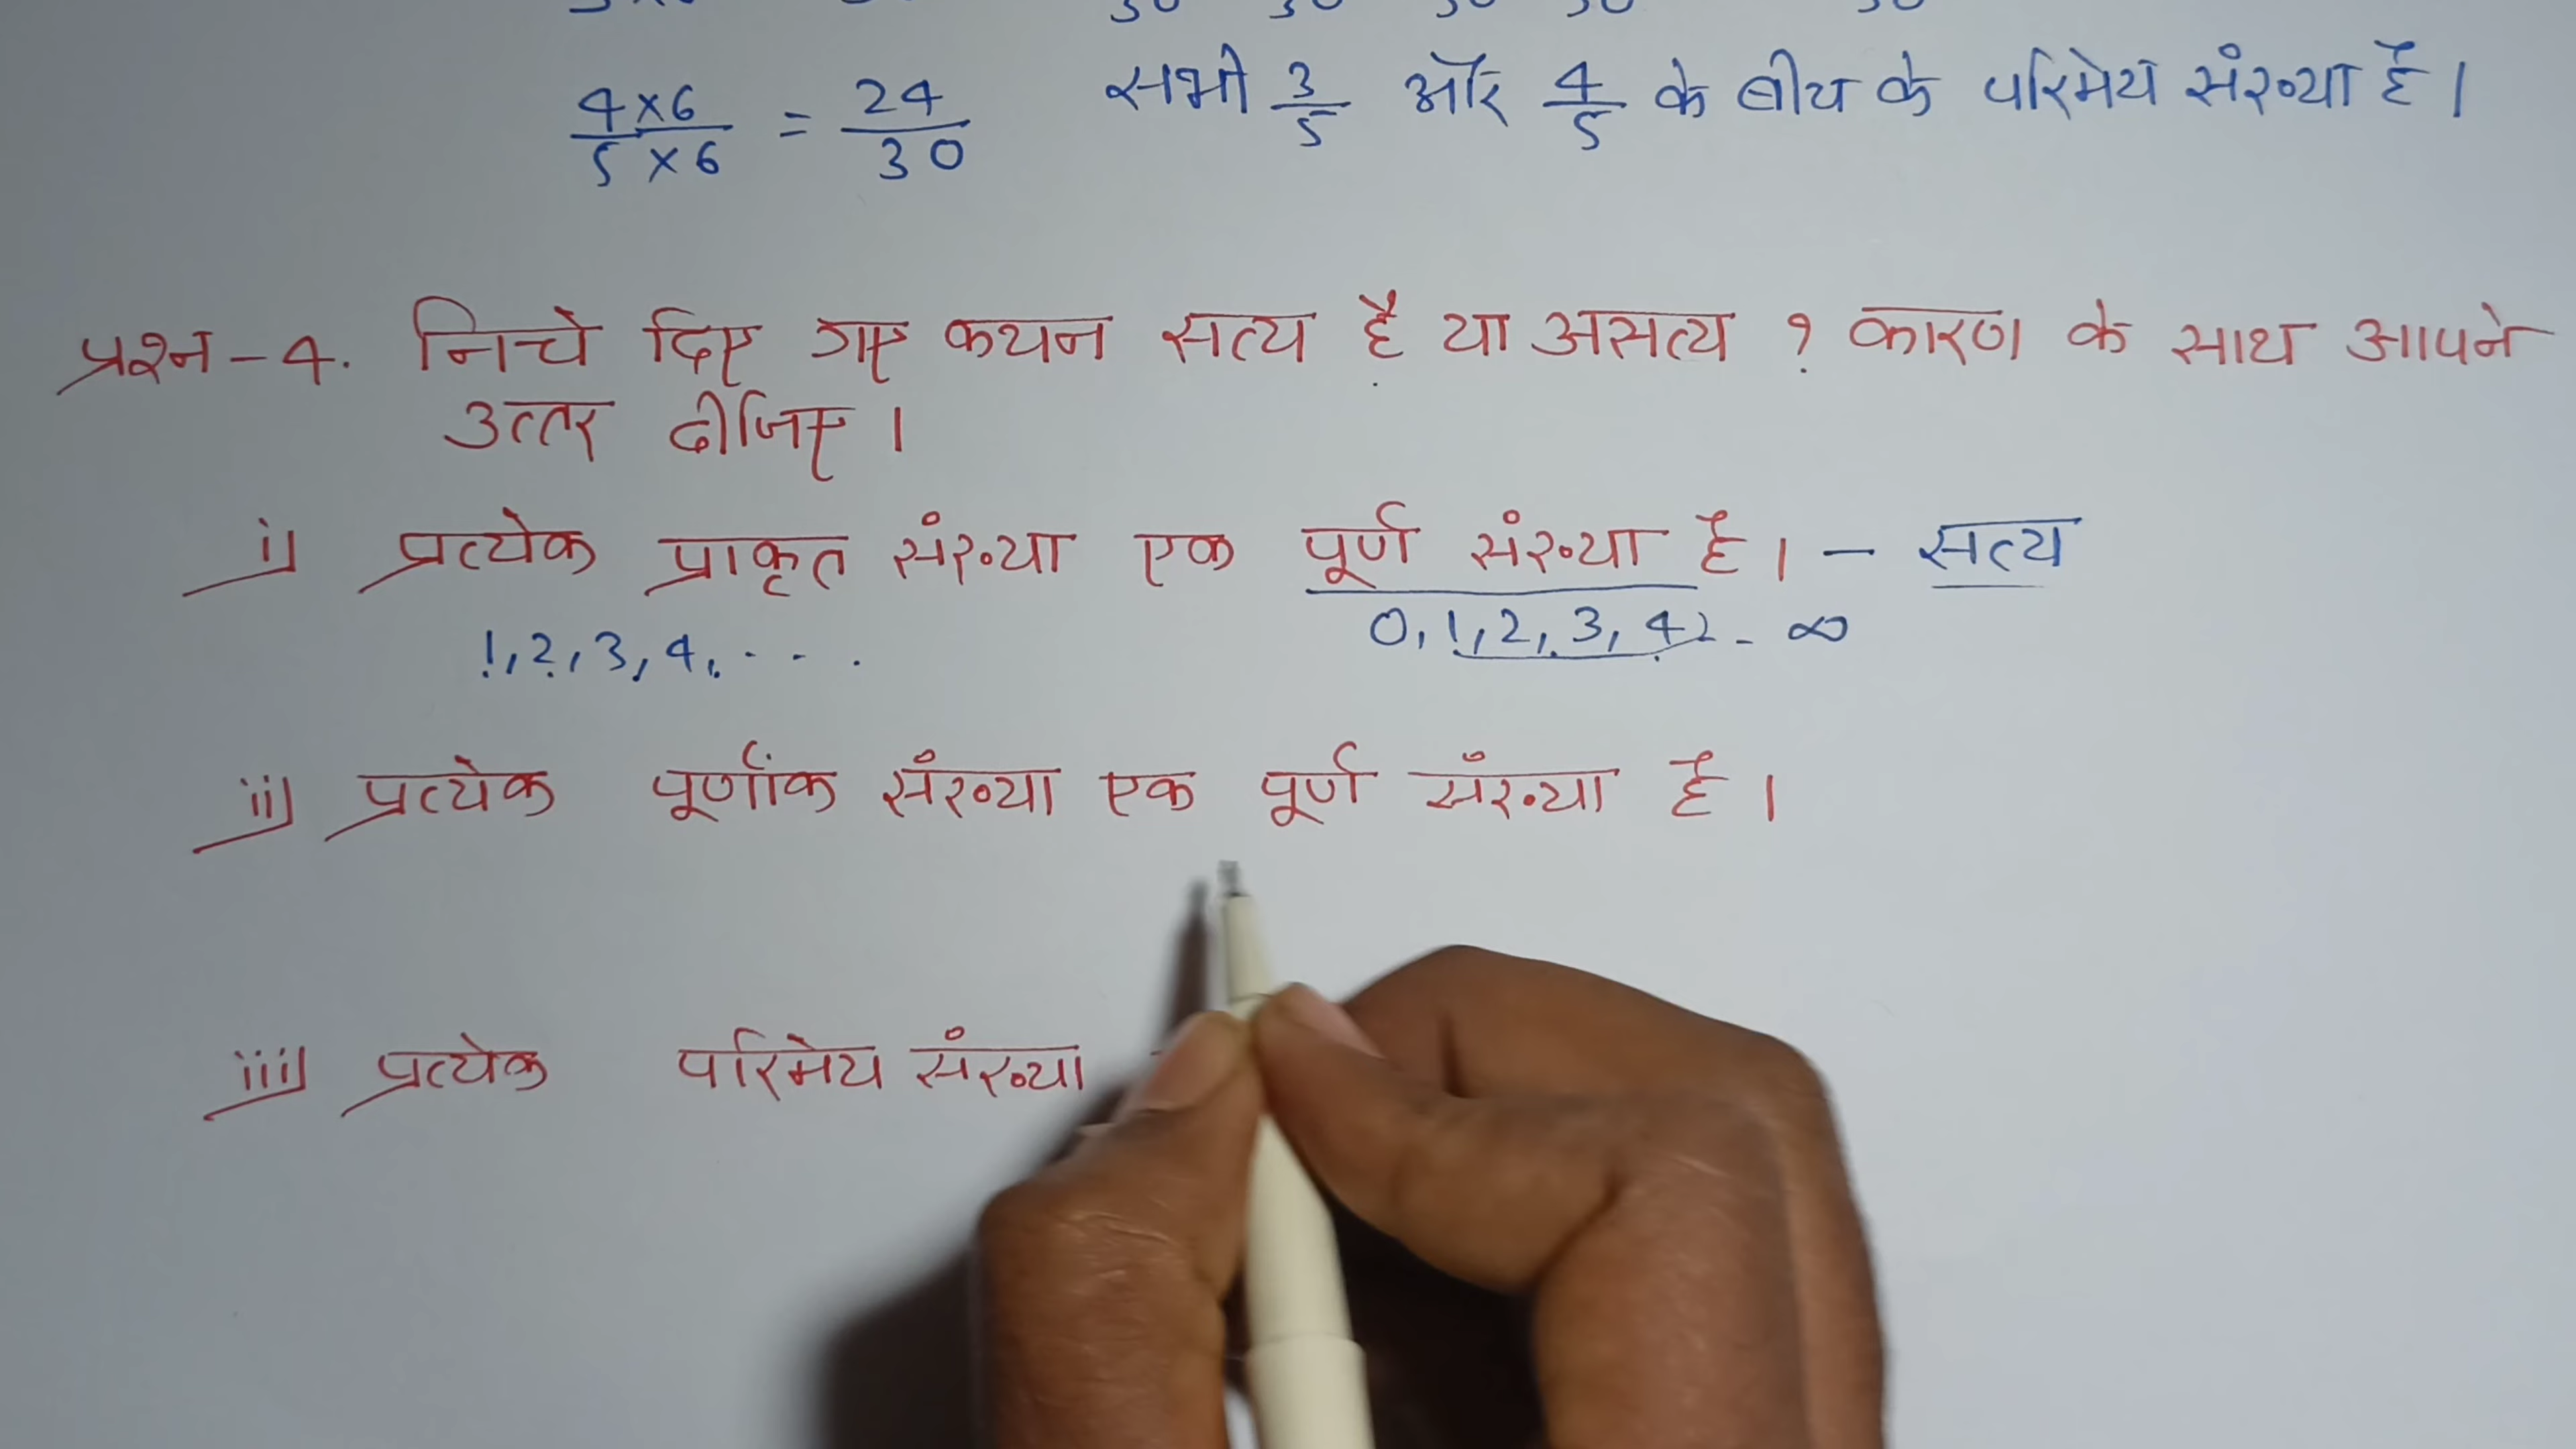 4×6/5×6 = 24/30 सभी 3/5 और 4/5 के बीच के परिमेय संख्या है।
प्रश्न-4. निचे दिए गए कथन सत्य है या असत्य ? कारण के साथ आपने
उत्तर दीजिए।
i) प्रत्येक प्राकृत संख्या एक पूर्ण संख्या है। – सत्य
1, 2, 3, 4, - - . 0, 1, 2, 3, 4 - ∞
ii) प्रत्येक पूर्णांक संख्या एक पूर्ण संख्या है।
iii) प्रत्येक परिमेय संख्या